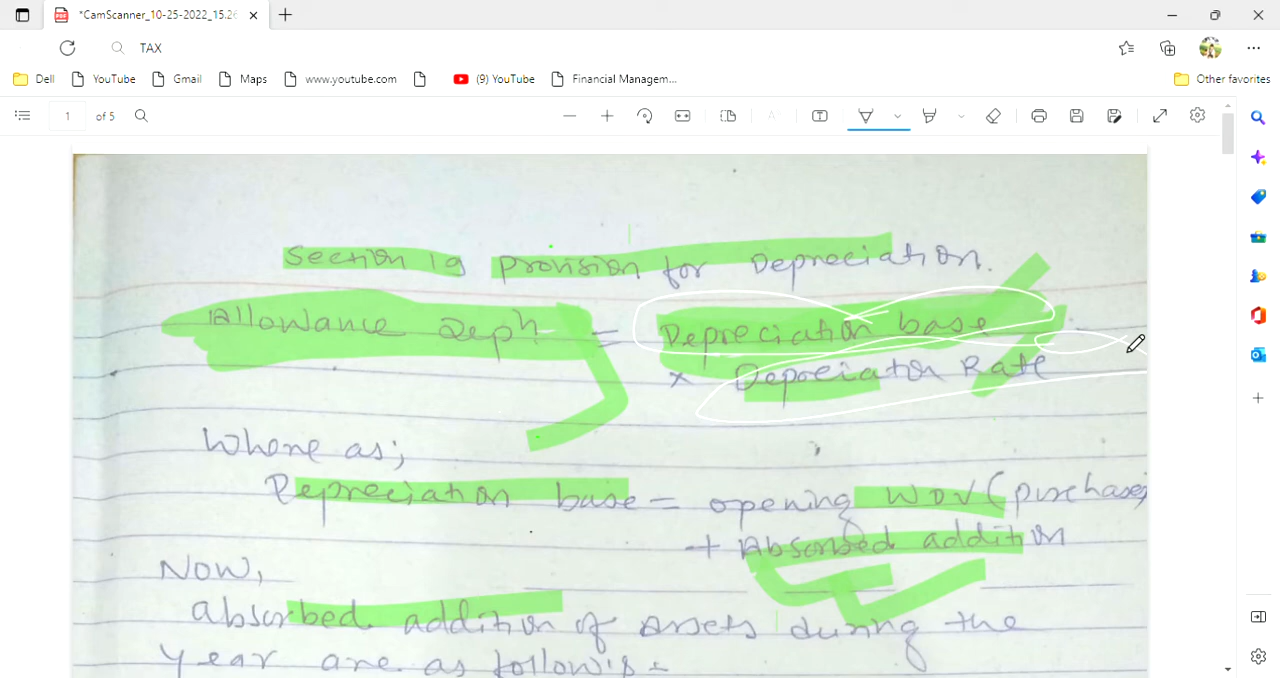 *CamScanner_10-25-2022_15.26
TAX
Dell YouTube Gmail Maps www.youtube.com (9) YouTube Financial Managem... Other favorites
1 of 5
Section 19 provision for Depreciation.
Allowance Deph. = Depreciation base
× Depreciation Rate
Where as;
Depreciation base = opening WDV (purchase)
+ Absorbed addition
Now,
absorbed addition of assets during the
year are as follows:-